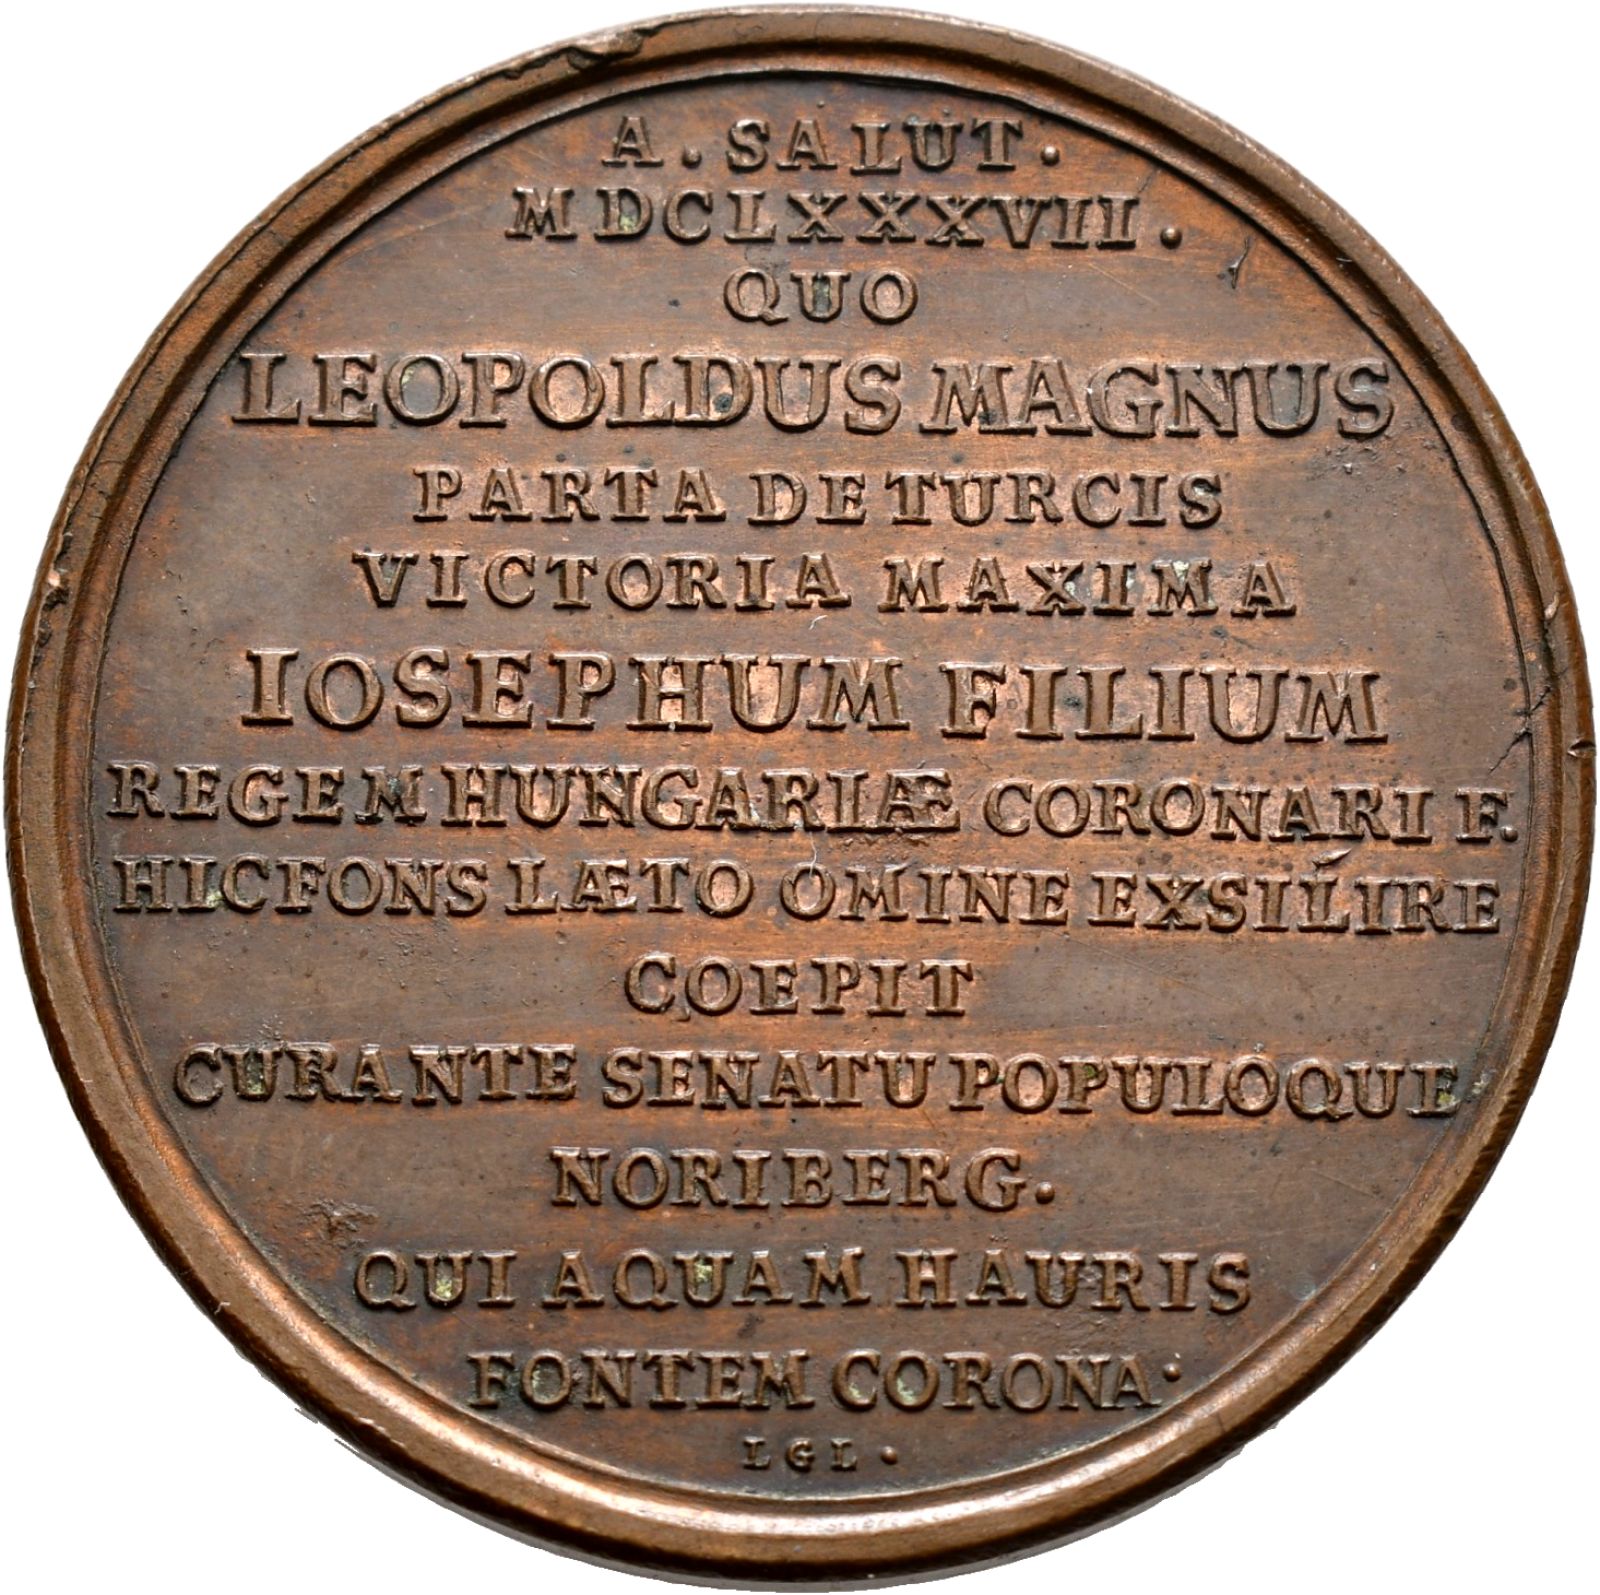 A. SALUT.
MDCLXXXVII.
QUO
LEOPOLDUS MAGNUS
PARTA DE TURCIS
VICTORIA MAXIMA
IOSEPHUM FILIUM
REGEM HUNGARIÆ CORONARI F.
HIC FONS LÆTO OMINE EXSILIRE
COEPIT
CURANTE SENATU POPULOQUE
NORIBERG.
QUI AQUAM HAURIS
FONTEM CORONA.
LGL.